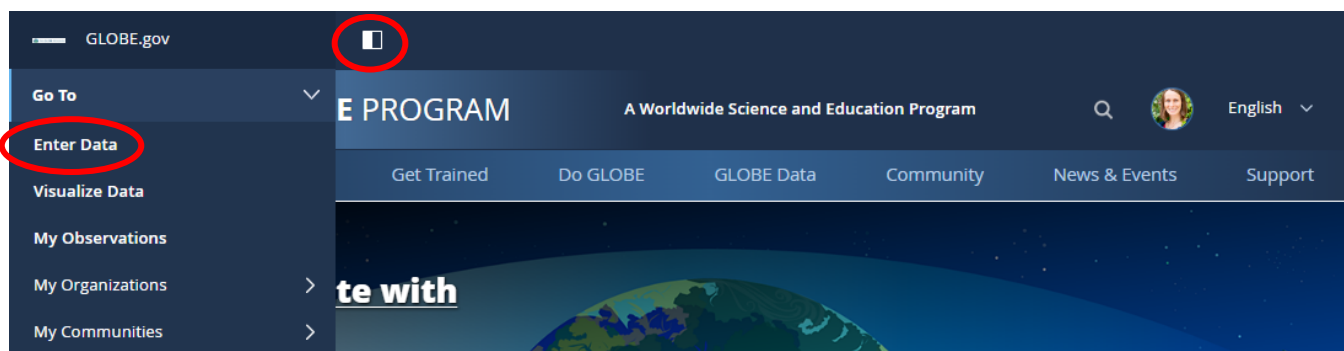 GLOBE.gov
Go To
Enter Data
Visualize Data
My Observations
My Organizations
My Communities
E PROGRAM
A Worldwide Science and Education Program
English
Get Trained
Do GLOBE
GLOBE Data
Community
News & Events
Support
te with